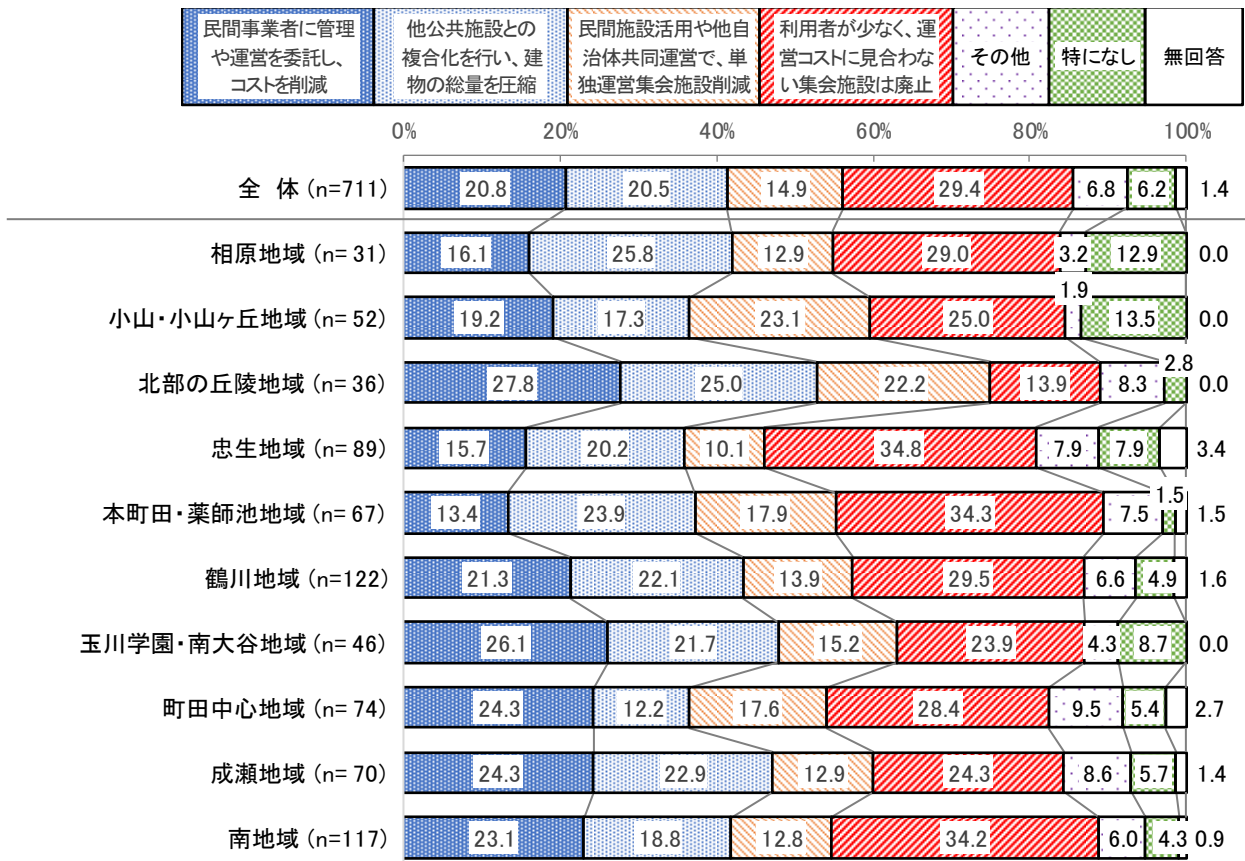 民間事業者に管理
や運営を委託し、
コストを削減
他公共施設との
複合化を行い、建
物の総量を圧縮
民間施設活用や他自
治体共同運営で、単
独運営集会施設削減
利用者が少なく、運
営コストに見合わな
い集会施設は廃止
その他
特になし
無回答
0% 20% 40% 60% 80% 100%
全 体 (n=711) 20.8 20.5 14.9 29.4 6.8 6.2 1.4
相原地域 (n= 31) 16.1 25.8 12.9 29.0 3.2 12.9 0.0
小山・小山ヶ丘地域 (n= 52) 19.2 17.3 23.1 25.0 1.9 13.5 0.0
北部の丘陵地域 (n= 36) 27.8 25.0 22.2 13.9 8.3 2.8 0.0
忠生地域 (n= 89) 15.7 20.2 10.1 34.8 7.9 7.9 3.4
本町田・薬師池地域 (n= 67) 13.4 23.9 17.9 34.3 7.5 1.5 1.5
鶴川地域 (n=122) 21.3 22.1 13.9 29.5 6.6 4.9 1.6
玉川学園・南大谷地域 (n= 46) 26.1 21.7 15.2 23.9 4.3 8.7 0.0
町田中心地域 (n= 74) 24.3 12.2 17.6 28.4 9.5 5.4 2.7
成瀬地域 (n= 70) 24.3 22.9 12.9 24.3 8.6 5.7 1.4
南地域 (n=117) 23.1 18.8 12.8 34.2 6.0 4.3 0.9